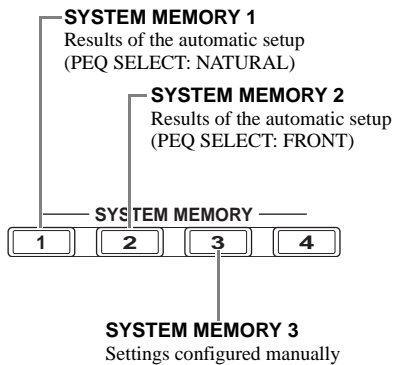 SYSTEM MEMORY 1
Results of the automatic setup
(PEQ SELECT: NATURAL)
SYSTEM MEMORY 2
Results of the automatic setup
(PEQ SELECT: FRONT)
SYSTEM MEMORY
1 2 3 4
SYSTEM MEMORY 3
Settings configured manually